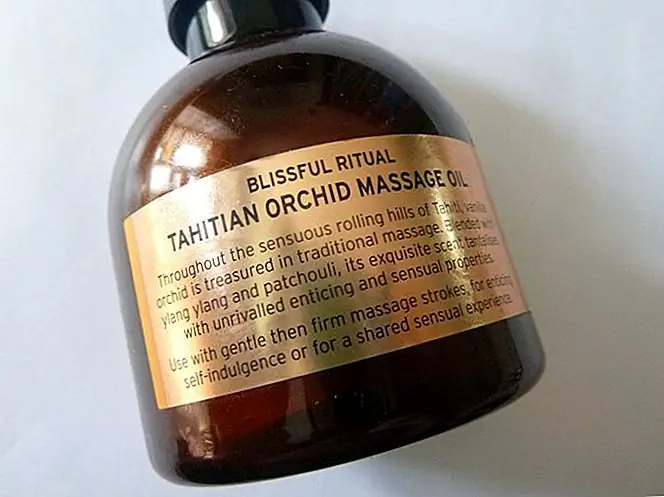 BLISSFUL RITUAL
TAHITIAN ORCHID MASSAGE OIL
Throughout the sensuous rolling hills of Tahiti, vanilla
orchid is treasured in traditional massage. Blended with
ylang ylang and patchouli, its exquisite scent tantalises
with unrivalled enticing and sensual properties.
Use with gentle then firm massage strokes, for enticing
self-indulgence or for a shared sensual experience.